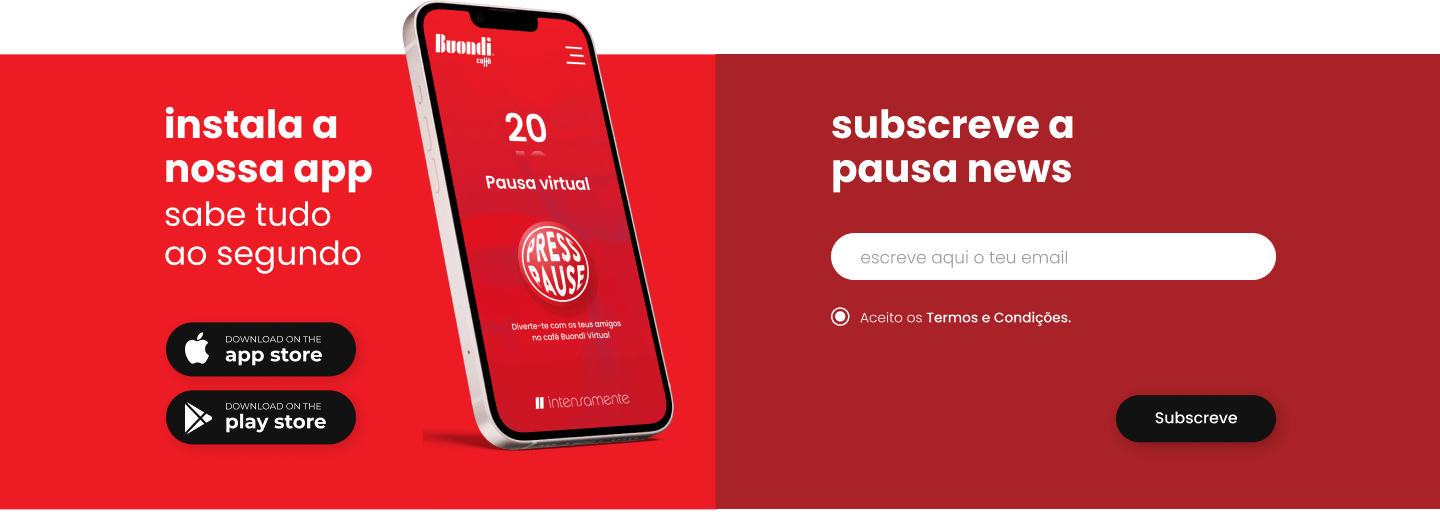 instala a
nossa app
sabe tudo
ao segundo
DOWNLOAD ON THE
app store
DOWNLOAD ON THE
play store
Buondi
caffè
20
Pausa virtual
PRESS
PAUSE
Diverte-te com os teus amigos
no café Buondi Virtual
intensamente
subscreve a
pausa news
escreve aqui o teu email
Aceito os Termos e Condições.
Subscreve